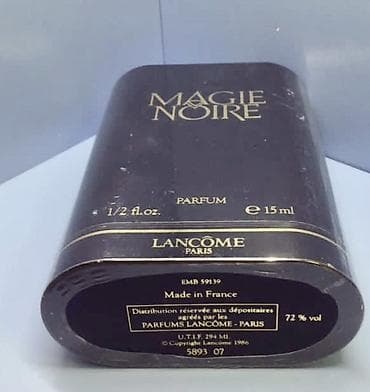 MAGIE
NOIRE
PARFUM
1/2 fl.oz. ℮ 15 ml
LANCÔME
PARIS
EMB 59139
Made in France
Distribution réservée aux dépositaires
agréés par les
PARFUMS LANCÔME - PARIS
72 % vol
U.T.I.F. 294 MI
© Copyright Lancôme 1986
5893 07